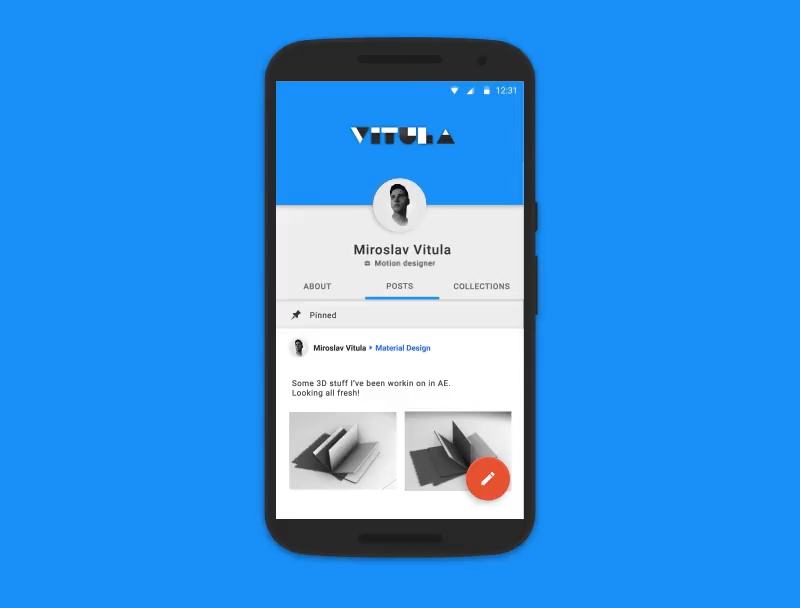 12:31
VITULA
Miroslav Vitula
Motion designer
ABOUT POSTS COLLECTIONS
Pinned
Miroslav Vitula Material Design
Some 3D stuff I've been workin on in AE.
Looking all fresh!